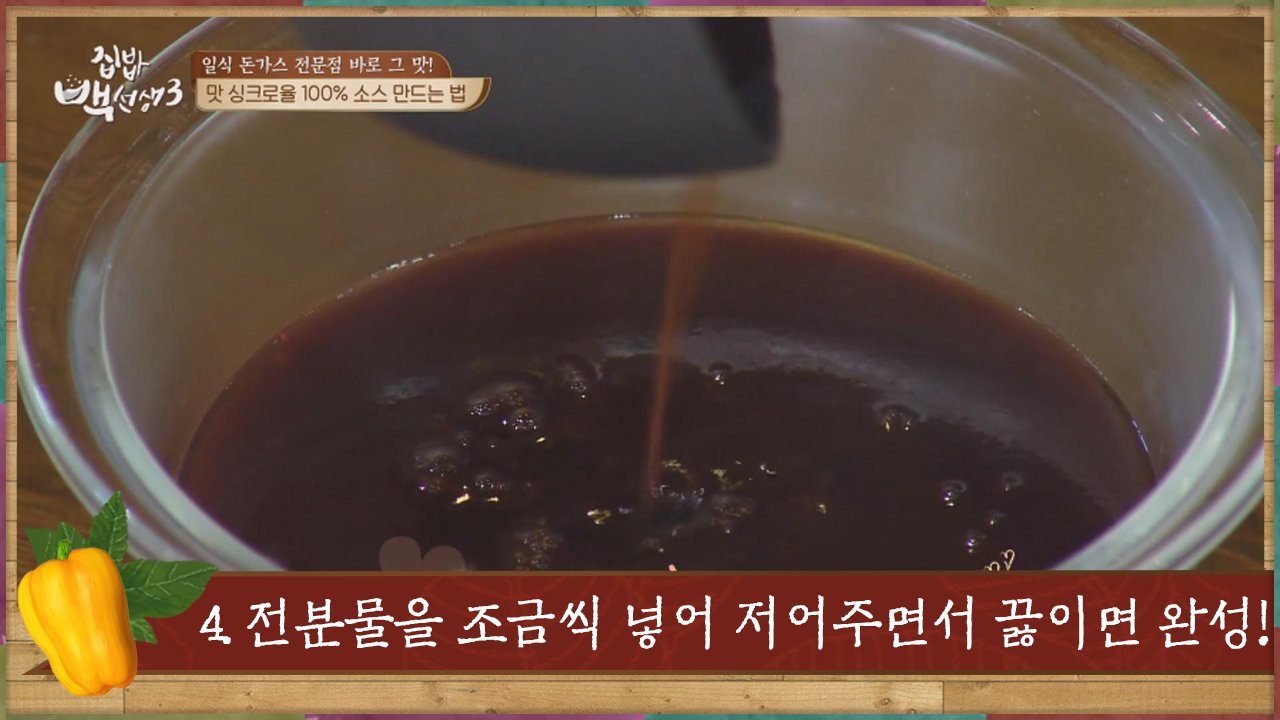 집밥
백선생3
일식 돈가스 전문점 바로 그 맛!
맛 싱크로율 100% 소스 만드는 법
4. 전분물을 조금씩 넣어 저어주면서 끓이면 완성!